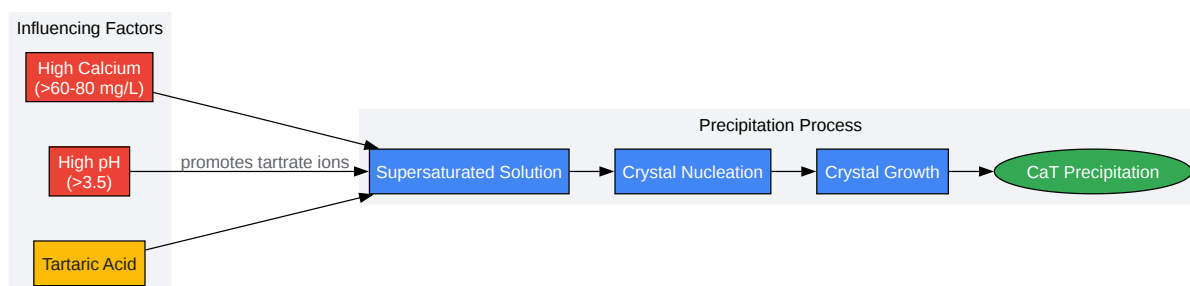 Influencing Factors
High Calcium
(>60-80 mg/L)
High pH
(>3.5)
Tartaric Acid
promotes tartrate ions
Precipitation Process
Supersaturated Solution
Crystal Nucleation
Crystal Growth
CaT Precipitation